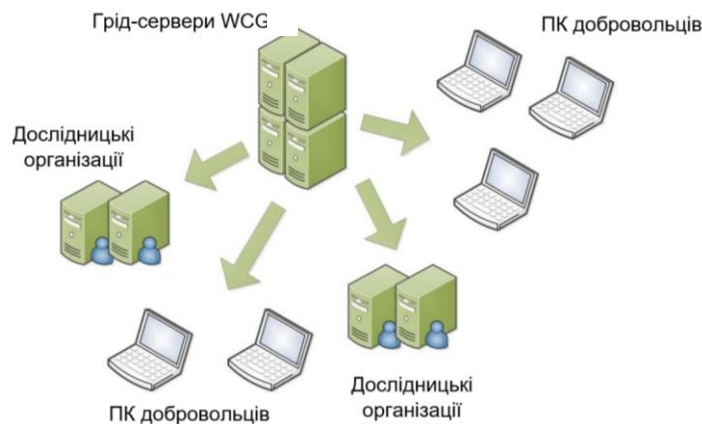 Грід-сервери WCG
ПК добровольців
Дослідницькі
організації
ПК добровольців
Дослідницькі
організації